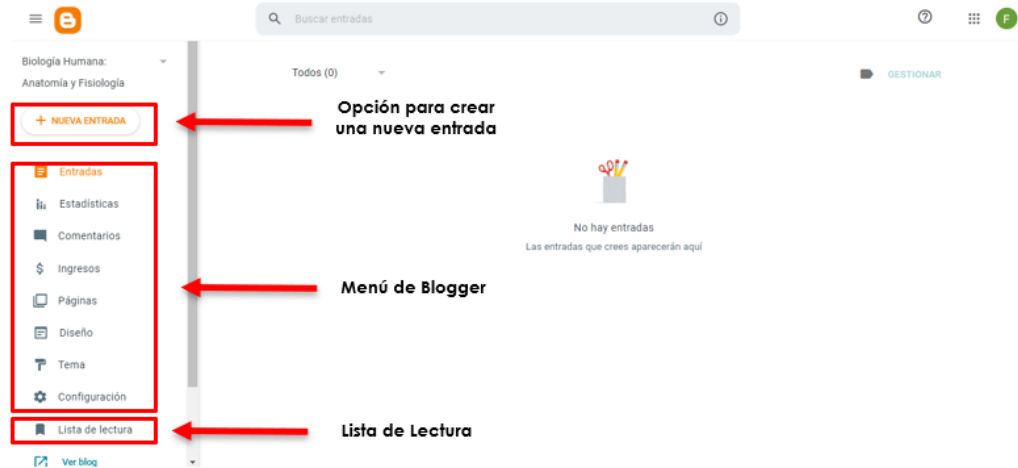 Buscar entradas
F
Biología Humana:
Anatomía y Fisiología
Todos (0)
GESTIONAR
+ NUEVA ENTRADA
Opción para crear
una nueva entrada
Entradas
Estadísticas
Comentarios
$ Ingresos
Páginas
Diseño
Tema
Configuración
Lista de lectura
Ver blog
No hay entradas
Las entradas que crees aparecerán aquí
Menú de Blogger
Lista de Lectura